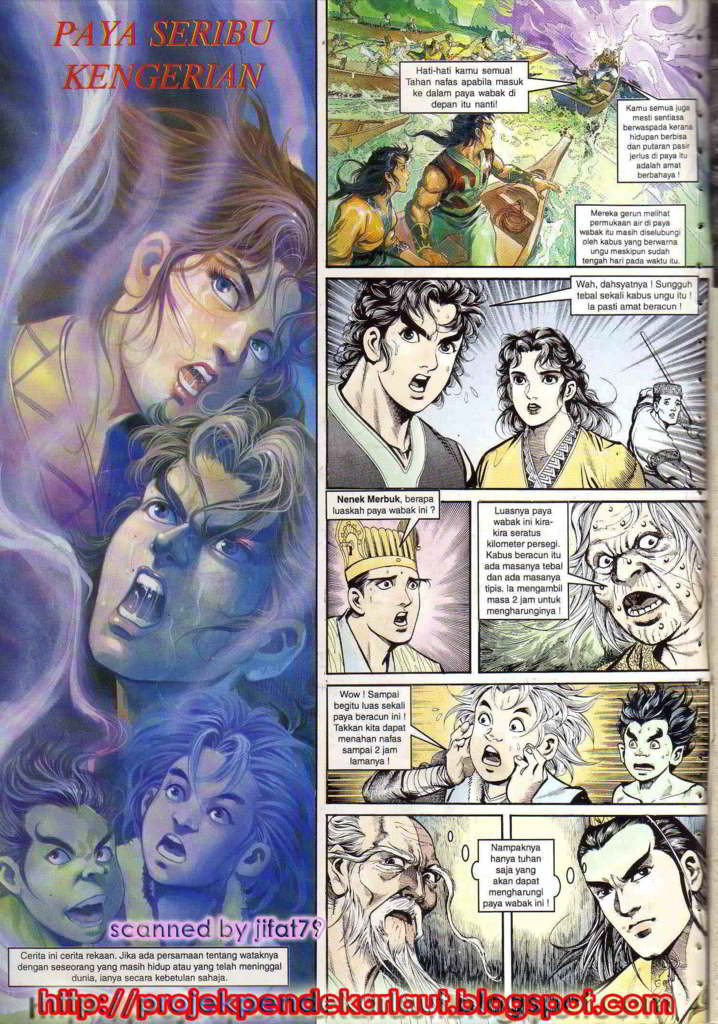 PAYA SERIBU
KENGERIAN
Hati-hati kamu semua!
Tahan nafas apabila masuk
ke dalam paya wabak di
depan itu nanti!
Kamu semua juga
mesti sentiasa
berwaspada kerana
hidupan berbisa
dan putaran pasir
jerlus di paya itu
adalah amat
berbahaya !
Mereka gerun melihat
permukaan air di paya
wabak itu masih diselubungi
oleh kabus yang berwarna
ungu meskipun sudah
tengah hari pada waktu itu.
Wah, dahsyatnya ! Sungguh
tebal sekali kabus ungu itu !
Ia pasti amat beracun !
Nenek Merbuk, berapa
luaskah paya wabak ini ?
Luasnya paya
wabak ini kira-
kira seratus
kilometer persegi.
Kabus beracun itu
ada masanya tebal
dan ada masanya
tipis. Ia mengambil
masa 2 jam untuk
mengharunginya !
Wow ! Sampai
begitu luas sekali
paya beracun ini !
Takkan kita dapat
menahan nafas
sampai 2 jam
lamanya !
Nampaknya
hanya tuhan
saja yang
akan dapat
mengharungi
paya wabak ini !
scanned by jifat79
Cerita ini cerita rekaan. Jika ada persamaan tentang wataknya
dengan seseorang yang masih hidup atau yang telah meninggal
dunia, ianya secara kebetulan sahaja.
http://projekpendekarlaut.blogspot.com